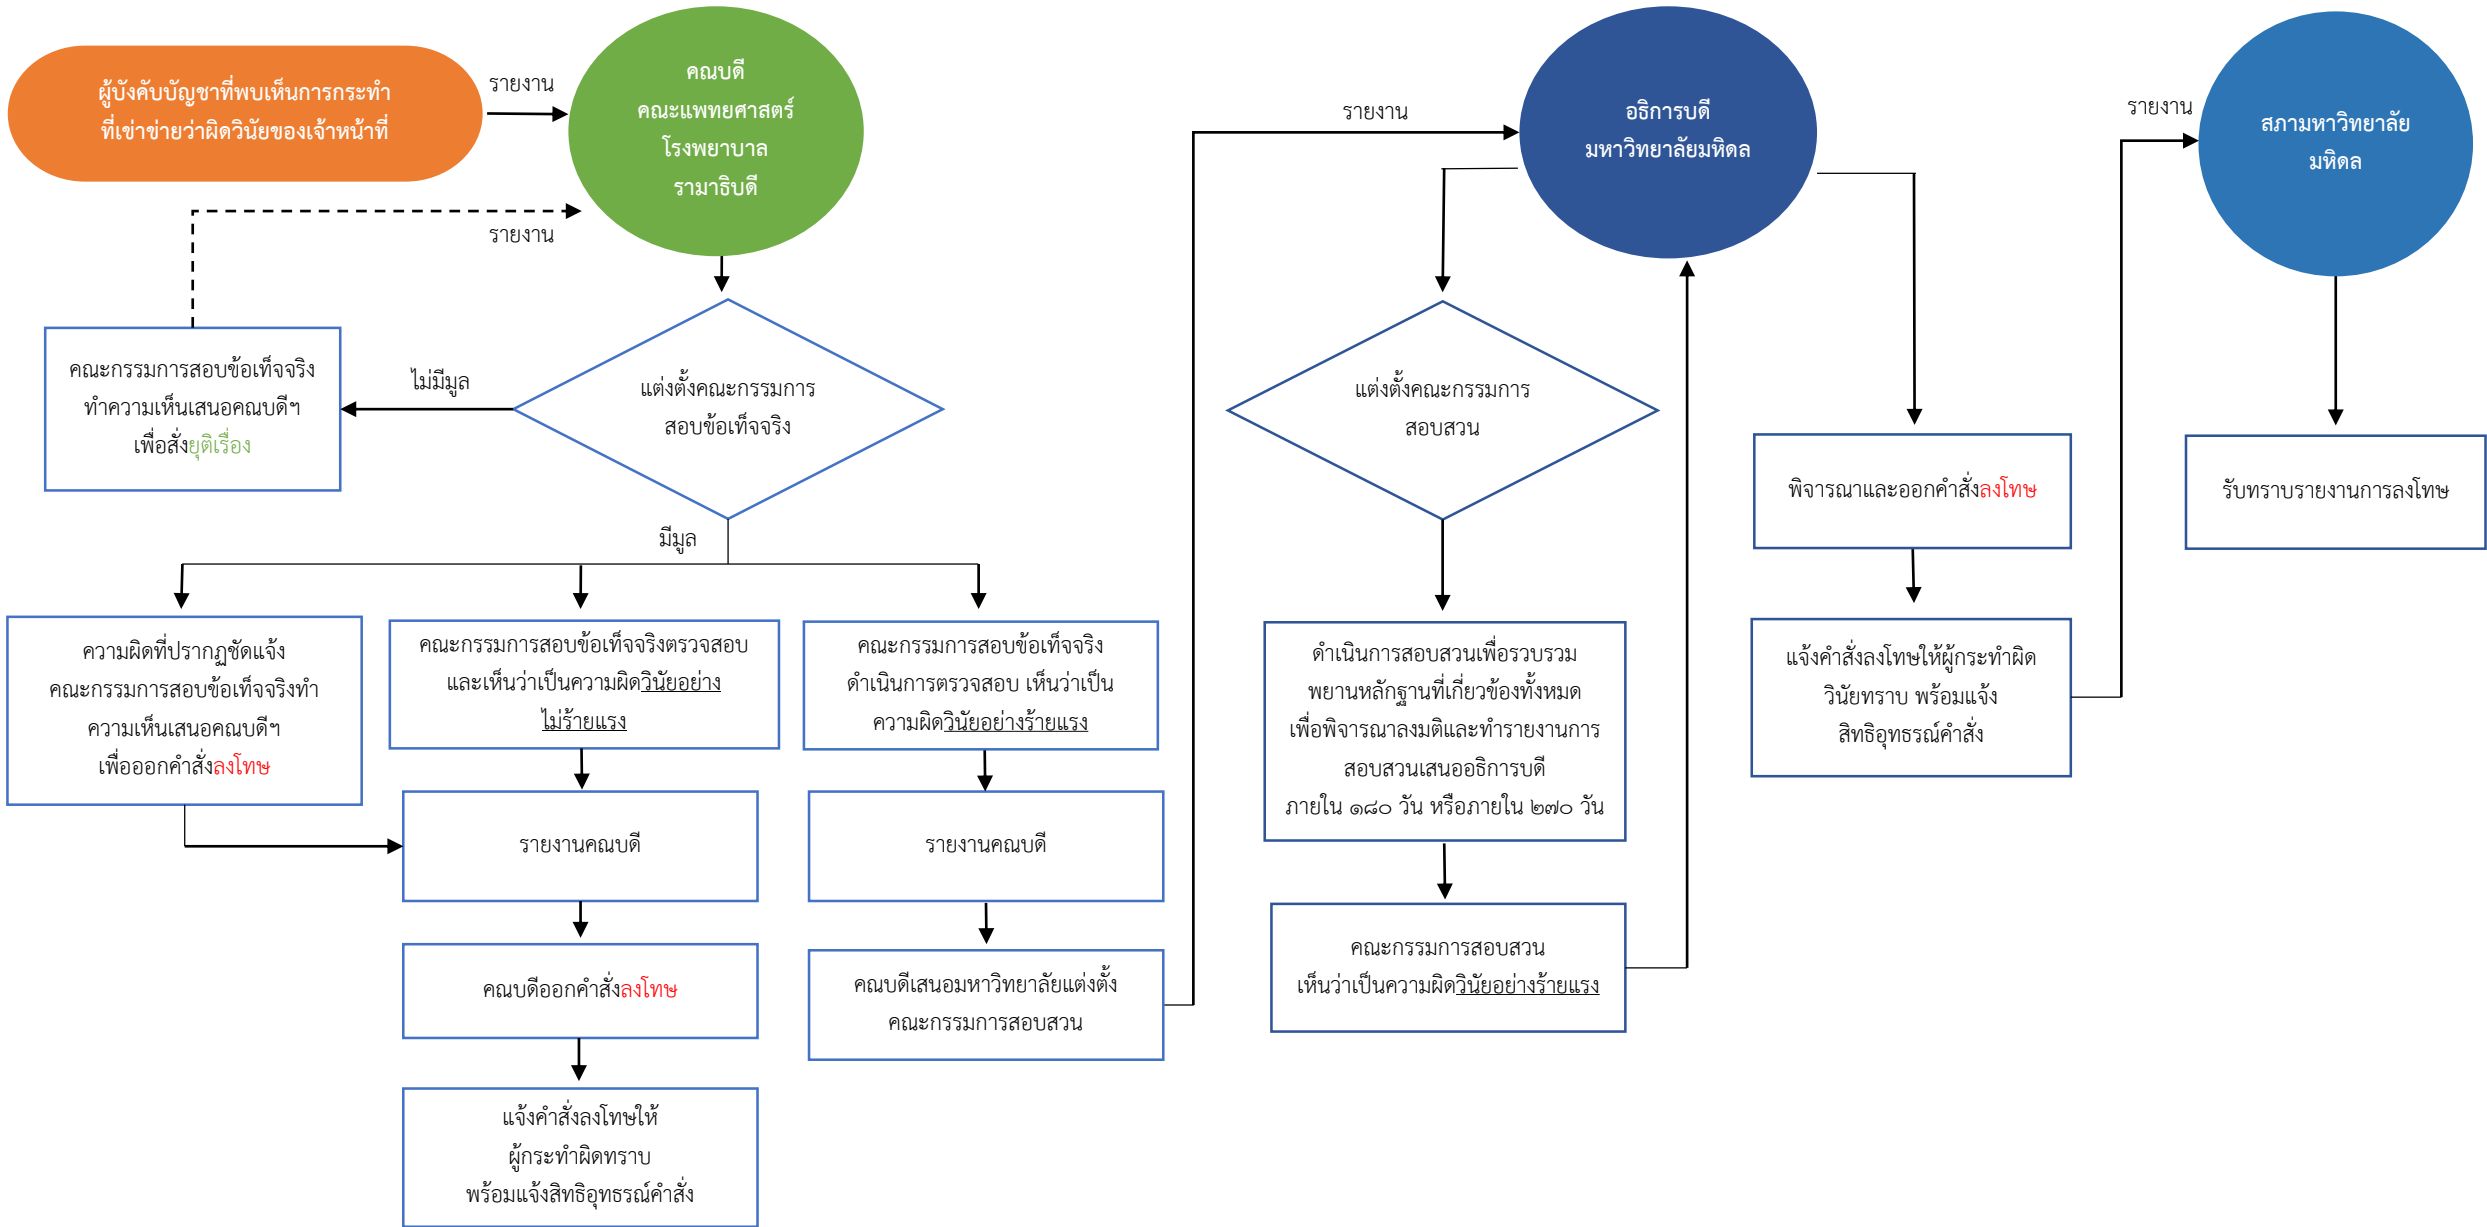 ผู้บังคับบัญชาที่พบเห็นการกระทำ
ที่เข่าข่ายว่าผิดวินัยของเจ้าหน้าที่
รายงาน
คณบดี
คณะแพทยศาสตร์
โรงพยาบาล
รามาธิบดี
รายงาน
คณะกรรมการสอบข้อเท็จจริง
ทำความเห็นเสนอคณบดีฯ
เพื่อสั่งยุติเรื่อง
ไม่มีมูล
แต่งตั้งคณะกรรมการ
สอบข้อเท็จจริง
มีมูล
ความผิดที่ปรากฏชัดแจ้ง
คณะกรรมการสอบข้อเท็จจริงทำ
ความเห็นเสนอคณบดีฯ
เพื่อออกคำสั่งลงโทษ
คณะกรรมการสอบข้อเท็จจริงตรวจสอบ
และเห็นว่าเป็นความผิดวินัยอย่าง
ไม่ร้ายแรง
รายงานคณบดี
คณบดีออกคำสั่งลงโทษ
แจ้งคำสั่งลงโทษให้
ผู้กระทำผิดทราบ
พร้อมแจ้งสิทธิอุทธรณ์คำสั่ง
คณะกรรมการสอบข้อเท็จจริง
ดำเนินการตรวจสอบ เห็นว่าเป็น
ความผิดวินัยอย่างร้ายแรง
รายงานคณบดี
คณบดีเสนอมหาวิทยาลัยแต่งตั้ง
คณะกรรมการสอบสวน
รายงาน
อธิการบดี
มหาวิทยาลัยมหิดล
แต่งตั้งคณะกรรมการ
สอบสวน
ดำเนินการสอบสวนเพื่อรวบรวม
พยานหลักฐานที่เกี่ยวข้องทั้งหมด
เพื่อพิจารณาลงมติและทำรายงานการ
สอบสวนเสนออธิการบดี
ภายใน ๑๘๐ วัน หรือภายใน ๒๗๐ วัน
คณะกรรมการสอบสวน
เห็นว่าเป็นความผิดวินัยอย่างร้ายแรง
พิจารณาและออกคำสั่งลงโทษ
แจ้งคำสั่งลงโทษให้ผู้กระทำผิด
วินัยทราบ พร้อมแจ้ง
สิทธิอุทธรณ์คำสั่ง
รายงาน
สภามหาวิทยาลัย
มหิดล
รับทราบรายงานการลงโทษ